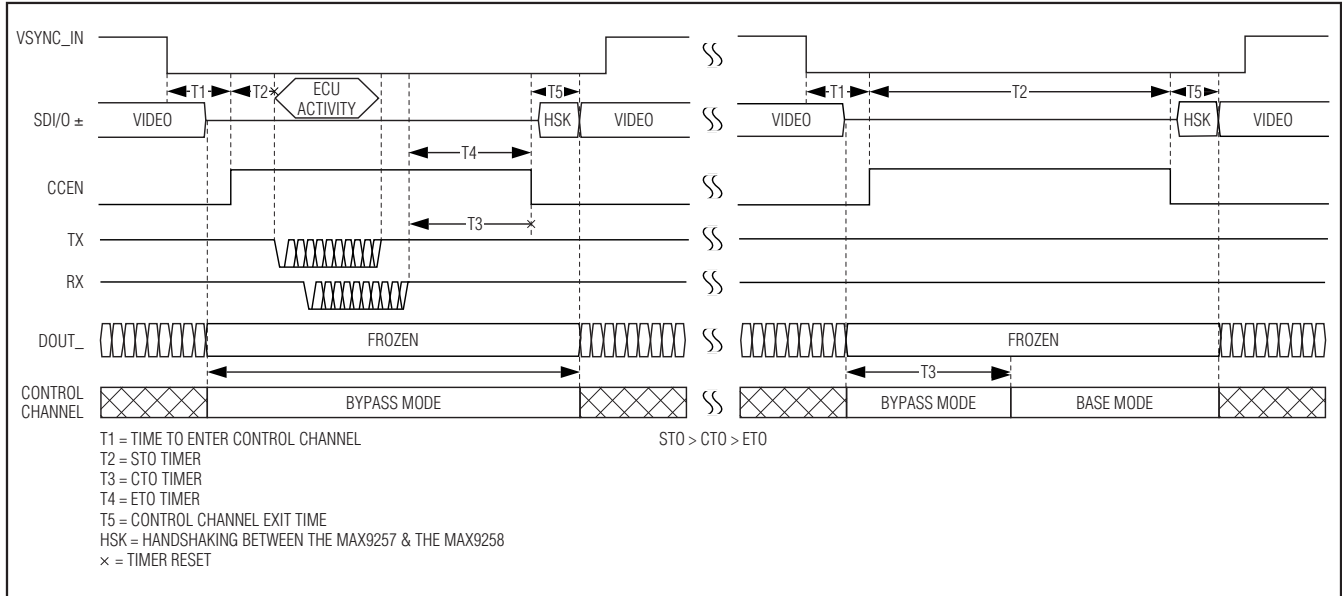 VSYNC_IN
T1 T2 × ECU ACTIVITY T5 T1 T2 T5
SDI/O ± VIDEO HSK VIDEO VIDEO HSK VIDEO
T4
CCEN
T3 ×
TX
RX
DOUT_ FROZEN FROZEN
T3
CONTROL CHANNEL BYPASS MODE BYPASS MODE BASE MODE
T1 = TIME TO ENTER CONTROL CHANNEL STO > CTO > ETO
T2 = STO TIMER
T3 = CTO TIMER
T4 = ETO TIMER
T5 = CONTROL CHANNEL EXIT TIME
HSK = HANDSHAKING BETWEEN THE MAX9257 & THE MAX9258
× = TIMER RESET